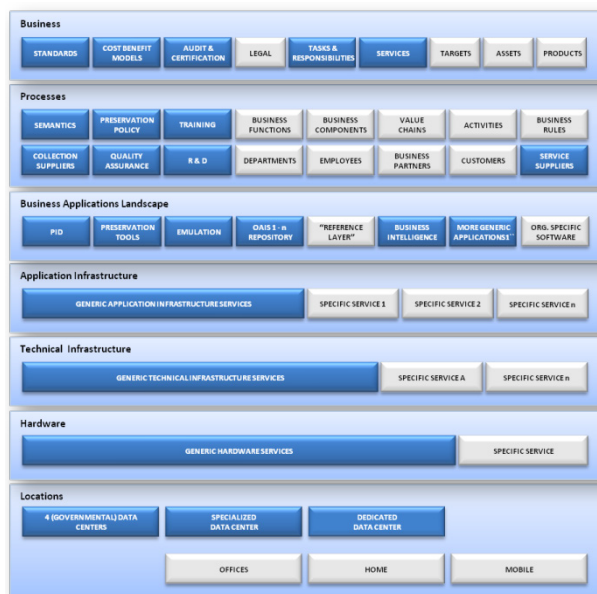 Business
STANDARDS
COST BENEFIT
MODELS
AUDIT &
CERTIFICATION
LEGAL
TASKS &
RESPONSIBILITIES
SERVICES
TARGETS
ASSETS
PRODUCTS
Processes
SEMANTICS
PRESERVATION
POLICY
TRAINING
BUSINESS
FUNCTIONS
BUSINESS
COMPONENTS
VALUE
CHAINS
ACTIVITIES
BUSINESS
RULES
COLLECTION
SUPPLIERS
QUALITY
ASSURANCE
R & D
DEPARTMENTS
EMPLOYEES
BUSINESS
PARTNERS
CUSTOMERS
SERVICE
SUPPLIERS
Business Applications Landscape
PID
PRESERVATION
TOOLS
EMULATION
OAIS 1 - n
REPOSITORY
"REFERENCE
LAYER"
BUSINESS
INTELLIGENCE
MORE GENERIC
ORG. SPECIFIC
SOFTWARE
Application Infrastructure
GENERIC APPLICATION INFRASTRUCTURE SERVICES
SPECIFIC SERVICE 1
SPECIFIC SERVICE 2
SPECIFIC SERVICE n
Technical Infrastructure
GENERIC TECHNICAL INFRASTRUCTURE SERVICES
SPECIFIC SERVICE A
SPECIFIC SERVICE n
Hardware
GENERIC HARDWARE SERVICES
SPECIFIC SERVICE
Locations
4 (GOVERNMENTAL) DATA
CENTERS
SPECIALIZED
DATA CENTER
DEDICATED
DATA CENTER
OFFICES
HOME
MOBILE